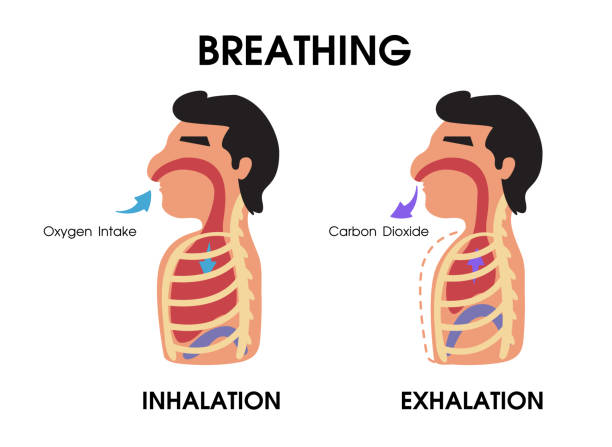 BREATHING
Oxygen Intake
Carbon Dioxide
INHALATION
EXHALATION